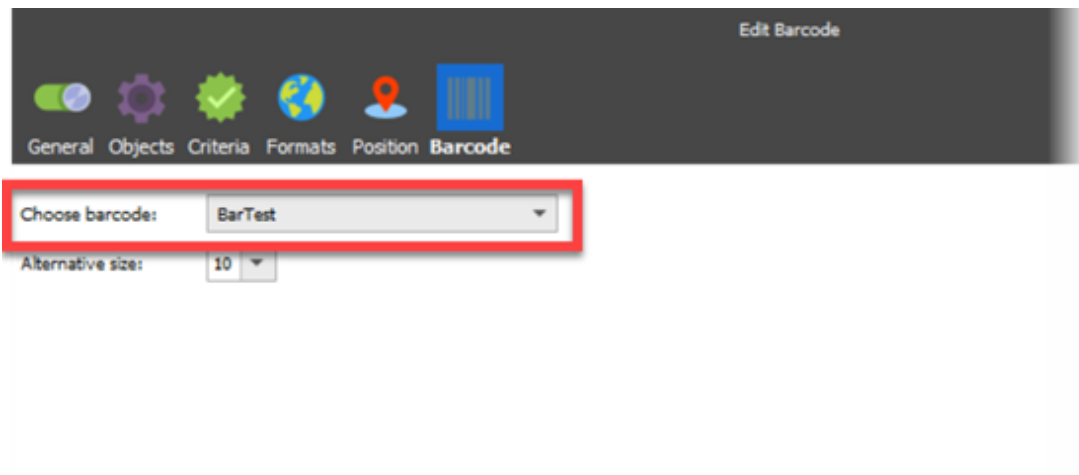 Edit Barcode
General Objects Criteria Formats Position Barcode
Choose barcode: BarTest
Alternative size: 10